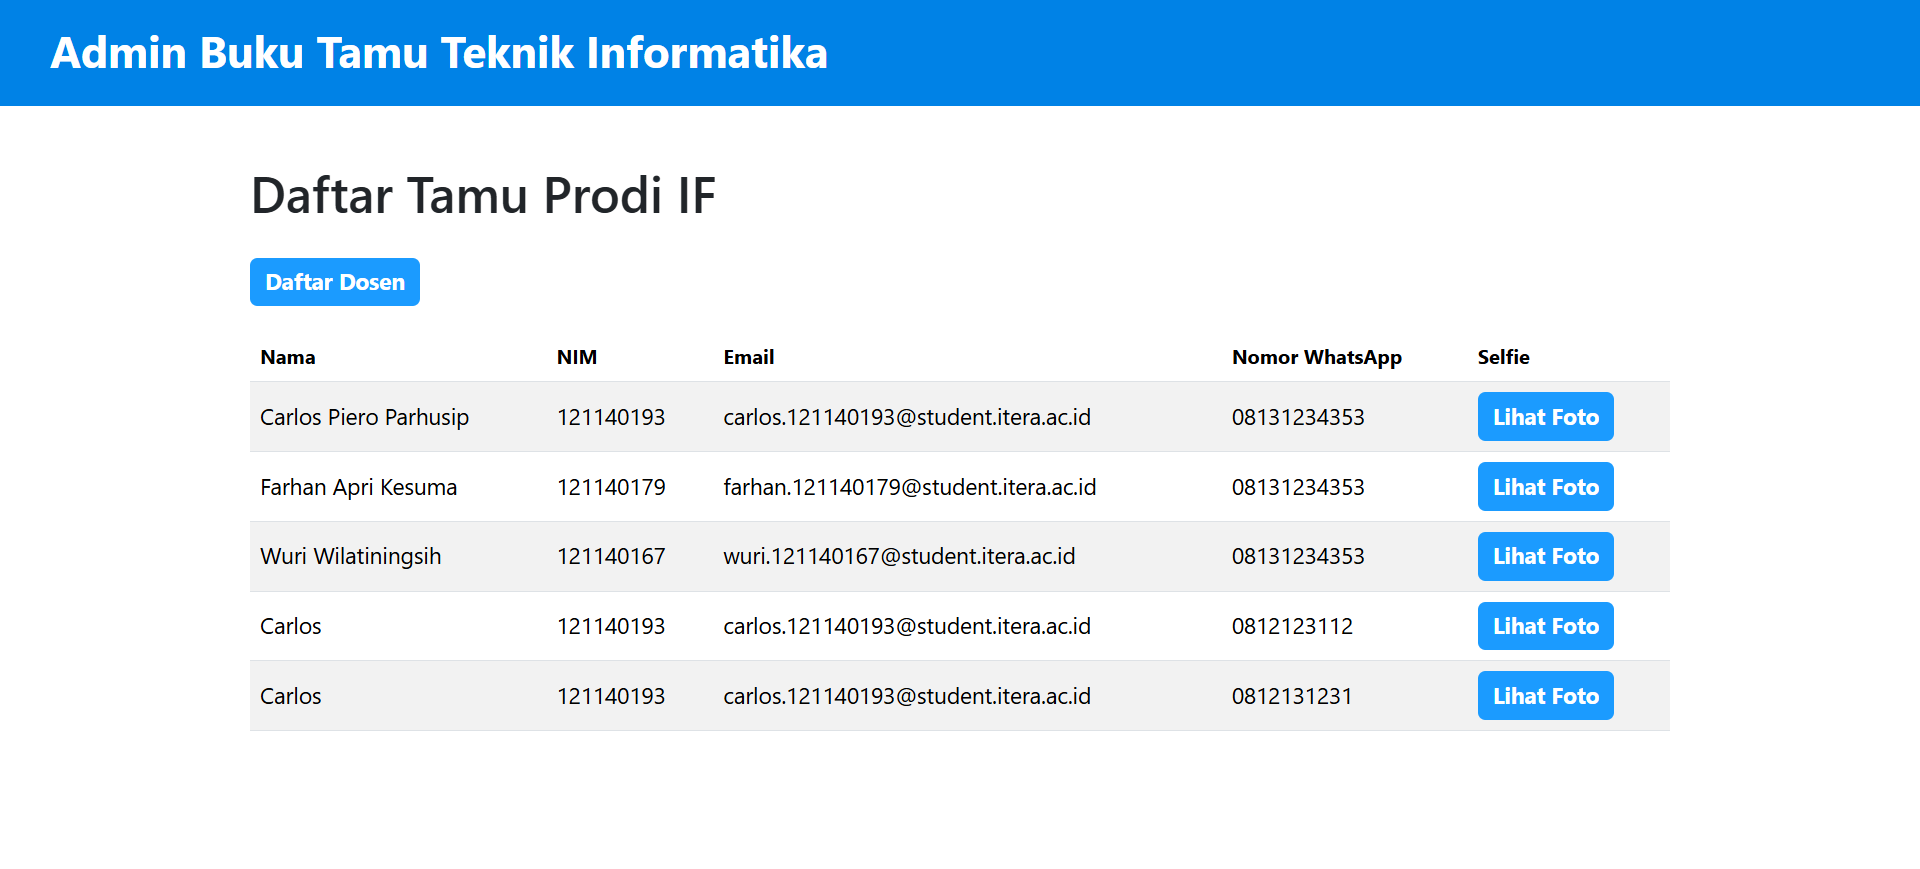 Admin Buku Tamu Teknik Informatika
Daftar Tamu Prodi IF
Daftar Dosen
Nama NIM Email Nomor WhatsApp Selfie
Carlos Piero Parhusip 121140193 carlos.121140193@student.itera.ac.id 08131234353 Lihat Foto
Farhan Apri Kesuma 121140179 farhan.121140179@student.itera.ac.id 08131234353 Lihat Foto
Wuri Wilatiningsih 121140167 wuri.121140167@student.itera.ac.id 08131234353 Lihat Foto
Carlos 121140193 carlos.121140193@student.itera.ac.id 0812123112 Lihat Foto
Carlos 121140193 carlos.121140193@student.itera.ac.id 0812131231 Lihat Foto